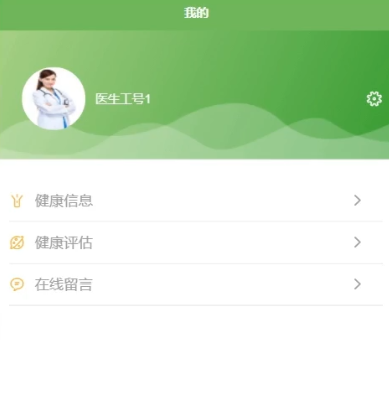 我的
医生工号1
健康信息
健康评估
在线留言